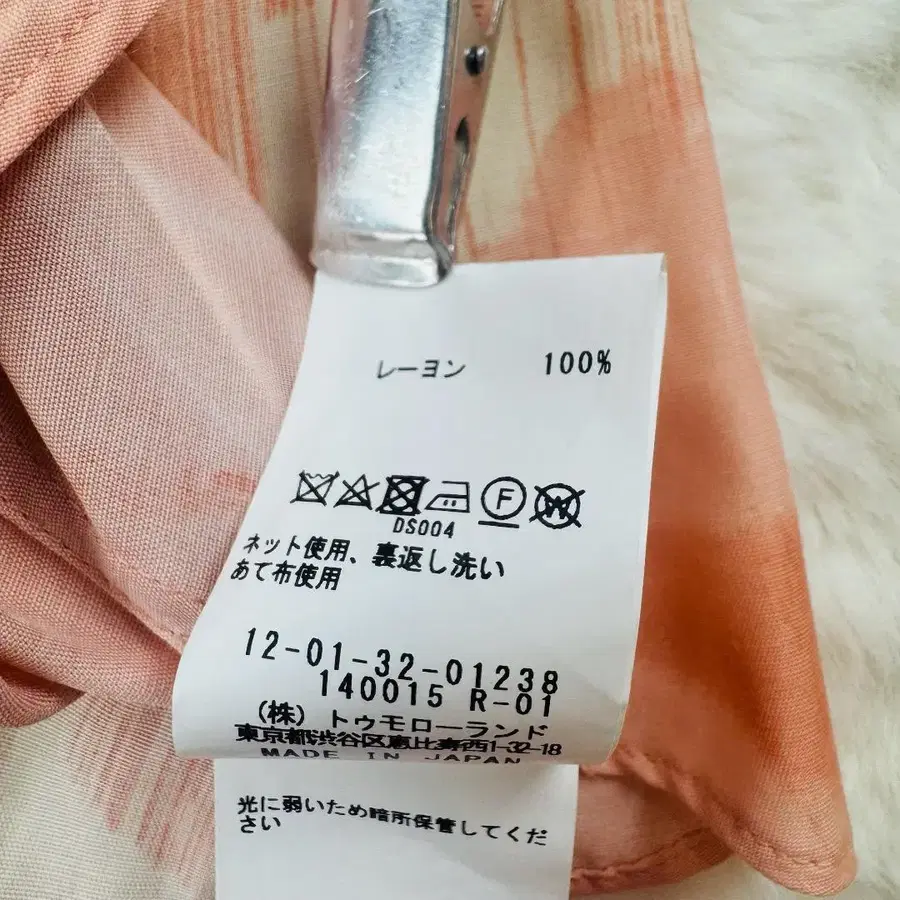 レーヨン 100%
F W
DS004
ネット使用、裏返し洗い
あて布使用
12-01-32-01238
140015 R-01
(株) トゥモローランド
東京都渋谷区恵比寿西1-32-18
MADE IN JAPAN
光に弱いため暗所保管してくだ
さい